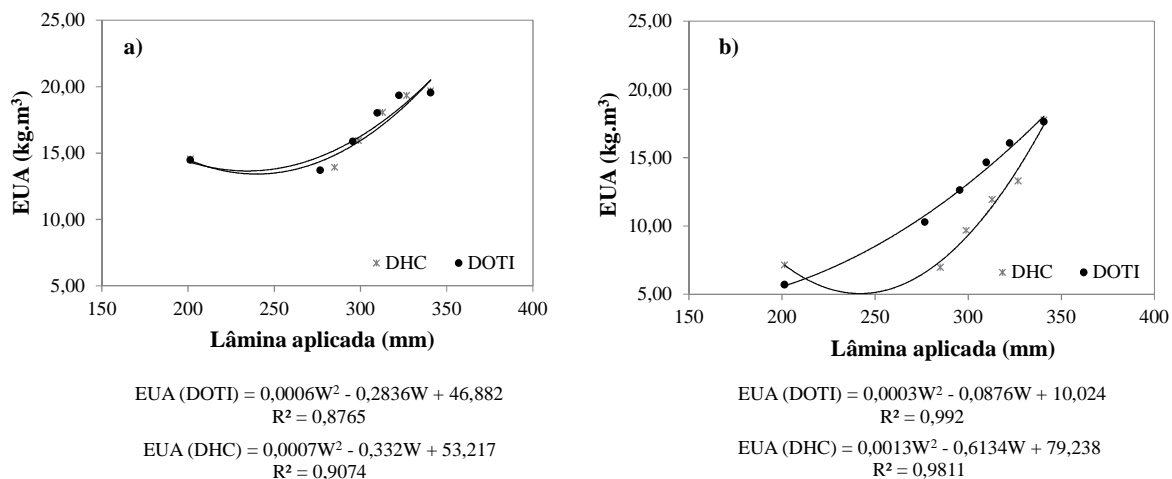 25,00
20,00
15,00
10,00
5,00
EUA (kg.m³)
a)
DHC
DOTI
150 200 250 300 350 400
Lâmina aplicada (mm)
EUA (DOTI) = 0,0006W² - 0,2836W + 46,882
R² = 0,8765
EUA (DHC) = 0,0007W² - 0,332W + 53,217
R² = 0,9074
25,00
20,00
15,00
10,00
5,00
EUA (kg.m³)
b)
DHC
DOTI
150 200 250 300 350 400
Lâmina aplicada (mm)
EUA (DOTI) = 0,0003W² - 0,0876W + 10,024
R² = 0,992
EUA (DHC) = 0,0013W² - 0,6134W + 79,238
R² = 0,9811